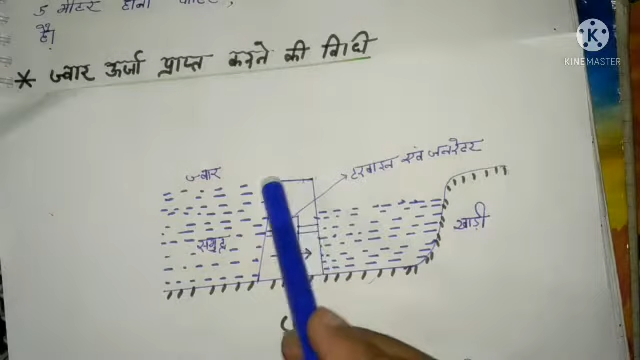 5 मीटर होना चाहिए,
है।
KINEMASTER
* ज्वार ऊर्जा प्राप्त करने की विधि
ज्वार
टरबाइन एवं जनरेटर
समुद्र
खाड़ी